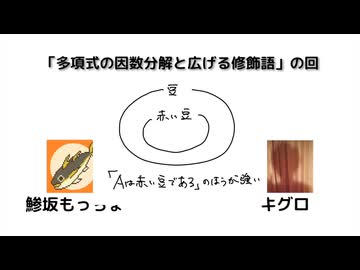 「多項式の因数分解と広げる修飾語」の回
豆
赤い豆
「Aは赤い豆である」のほうが強い
鯵坂もっちょ
キグロ